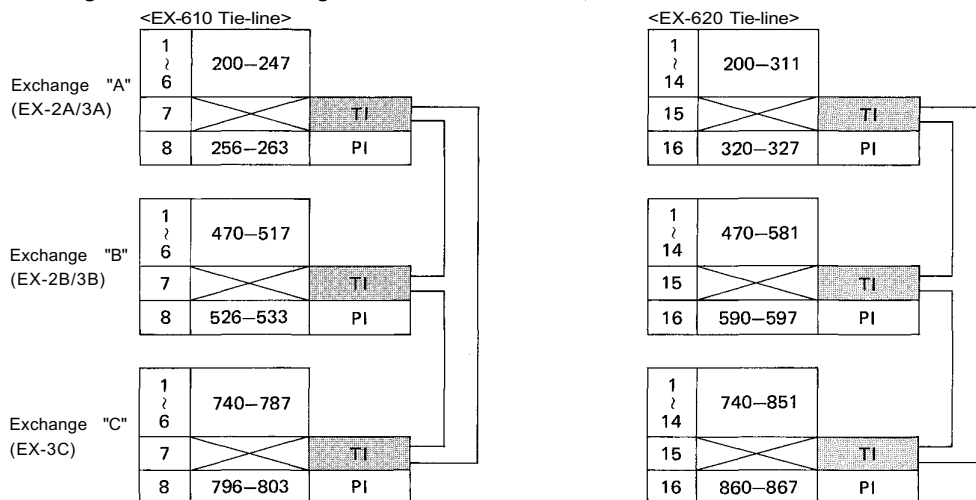 <EX-610 Tie-line>
<EX-620 Tie-line>
Exchange "A"
(EX-2A/3A)
1
≀
6
200—247
7
TI
8
256—263
PI
1
≀
14
200—311
15
TI
16
320—327
PI
Exchange "B"
(EX-2B/3B)
1
≀
6
470—517
7
TI
8
526—533
PI
1
≀
14
470—581
15
TI
16
590—597
PI
Exchange "C"
(EX-3C)
1
≀
6
740—787
7
TI
8
796—803
PI
1
≀
14
740—851
15
TI
16
860—867
PI